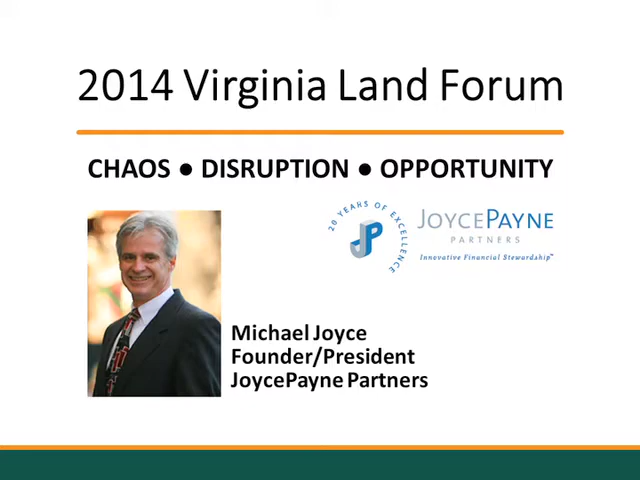 2014 Virginia Land Forum
CHAOS ● DISRUPTION ● OPPORTUNITY
20 YEARS OF EXCELLENCE
JP
JOYCEPAYNE
PARTNERS
Innovative Financial Stewardship™
Michael Joyce
Founder/President
JoycePayne Partners